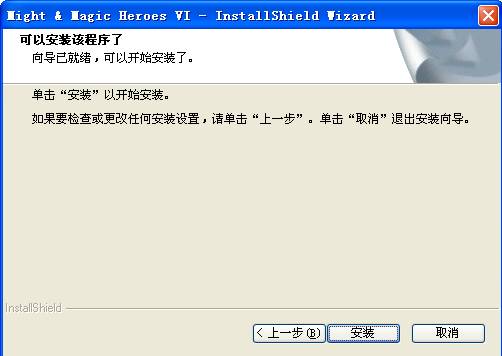 Might & Magic Heroes VI - InstallShield Wizard
可以安装该程序了
向导已就绪，可以开始安装了。
单击“安装”以开始安装。
如果要检查或更改任何安装设置，请单击“上一步”。单击“取消”退出安装向导。
InstallShield
< 上一步(B) 安装 取消